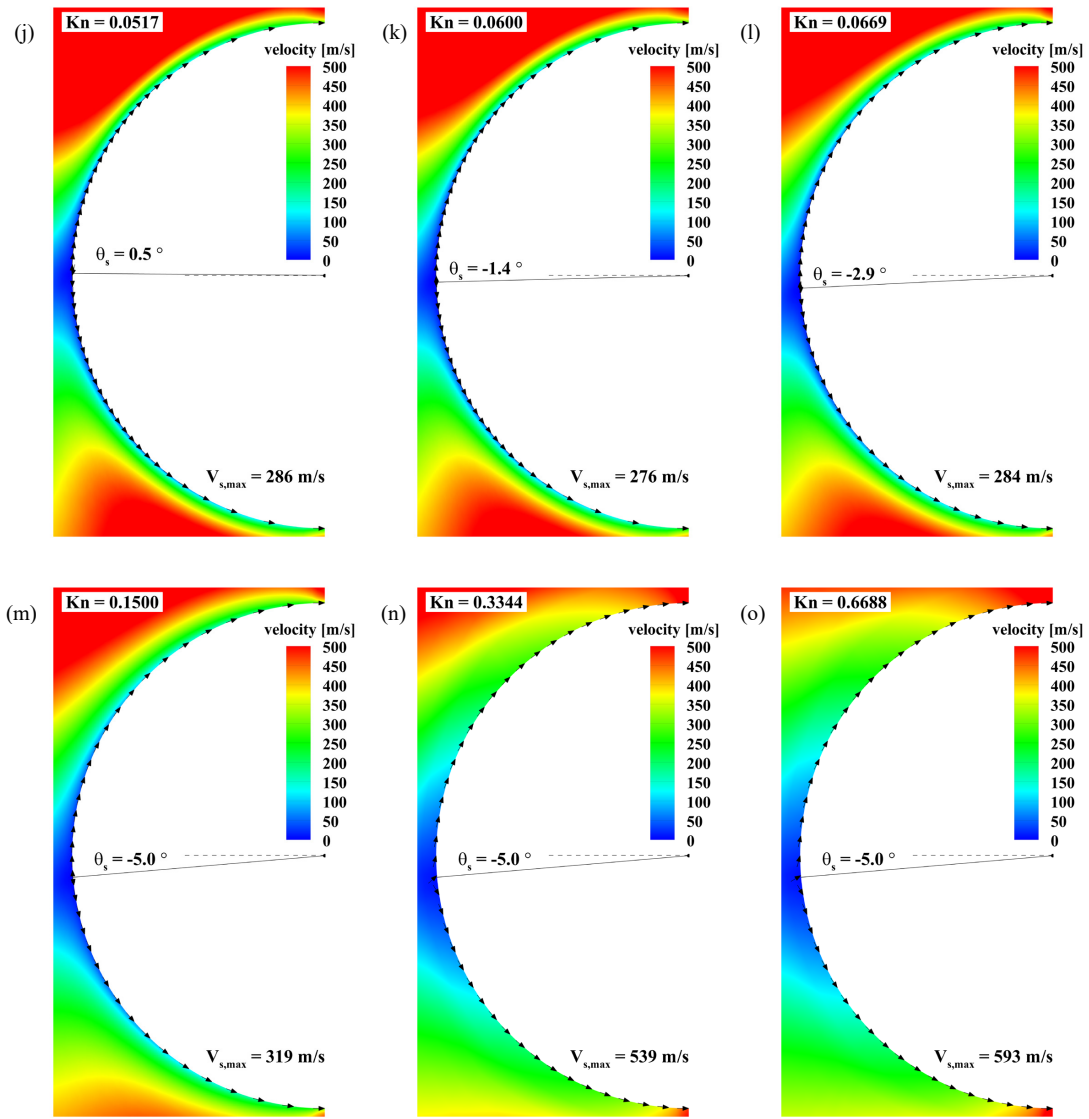 (j)
Kn = 0.0517
velocity [m/s]
500
450
400
350
300
250
200
150
100
50
0
θs = 0.5 °
Vs,max = 286 m/s
(k)
Kn = 0.0600
velocity [m/s]
500
450
400
350
300
250
200
150
100
50
0
θs = -1.4 °
Vs,max = 276 m/s
(l)
Kn = 0.0669
velocity [m/s]
500
450
400
350
300
250
200
150
100
50
0
θs = -2.9 °
Vs,max = 284 m/s
(m)
Kn = 0.1500
velocity [m/s]
500
450
400
350
300
250
200
150
100
50
0
θs = -5.0 °
Vs,max = 319 m/s
(n)
Kn = 0.3344
velocity [m/s]
500
450
400
350
300
250
200
150
100
50
0
θs = -5.0 °
Vs,max = 539 m/s
(o)
Kn = 0.6688
velocity [m/s]
500
450
400
350
300
250
200
150
100
50
0
θs = -5.0 °
Vs,max = 593 m/s